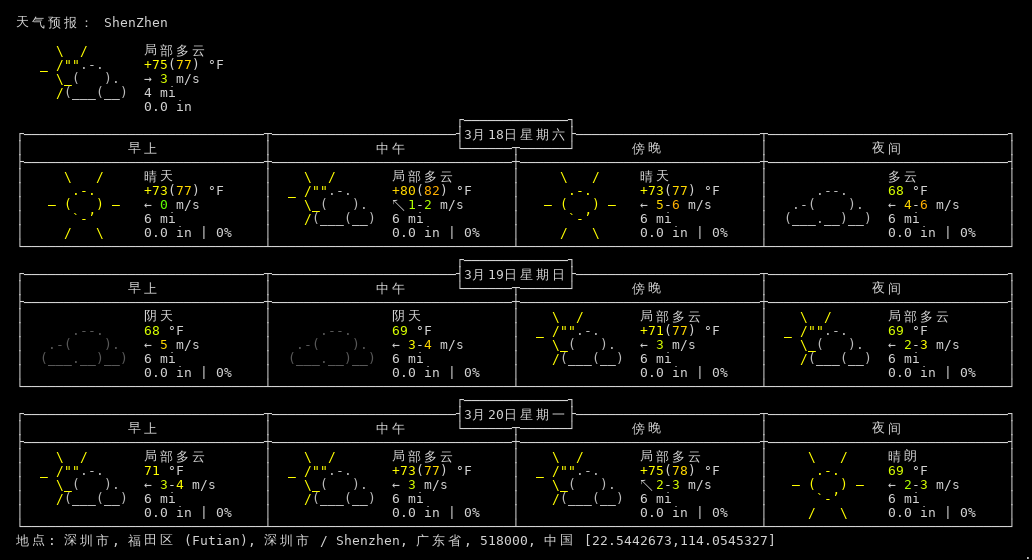 天气预报： ShenZhen
局部多云
+75(77) °F
→ 3 m/s
4 mi
0.0 in
3月18日星期六
早上 中午 傍晚 夜间
晴天 局部多云 晴天 多云
+73(77) °F +80(82) °F +73(77) °F 68 °F
← 0 m/s ↖ 1-2 m/s ← 5-6 m/s ← 4-6 m/s
6 mi 6 mi 6 mi 6 mi
0.0 in | 0% 0.0 in | 0% 0.0 in | 0% 0.0 in | 0%
3月19日星期日
早上 中午 傍晚 夜间
阴天 阴天 局部多云 局部多云
68 °F 69 °F +71(77) °F 69 °F
← 5 m/s ← 3-4 m/s ← 3 m/s ← 2-3 m/s
6 mi 6 mi 6 mi 6 mi
0.0 in | 0% 0.0 in | 0% 0.0 in | 0% 0.0 in | 0%
3月20日星期一
早上 中午 傍晚 夜间
局部多云 局部多云 局部多云 晴朗
71 °F +73(77) °F +75(78) °F 69 °F
← 3-4 m/s ← 3 m/s ↖ 2-3 m/s ← 2-3 m/s
6 mi 6 mi 6 mi 6 mi
0.0 in | 0% 0.0 in | 0% 0.0 in | 0% 0.0 in | 0%
地点: 深圳市, 福田区 (Futian), 深圳市 / Shenzhen, 广东省, 518000, 中国 [22.5442673,114.0545327]